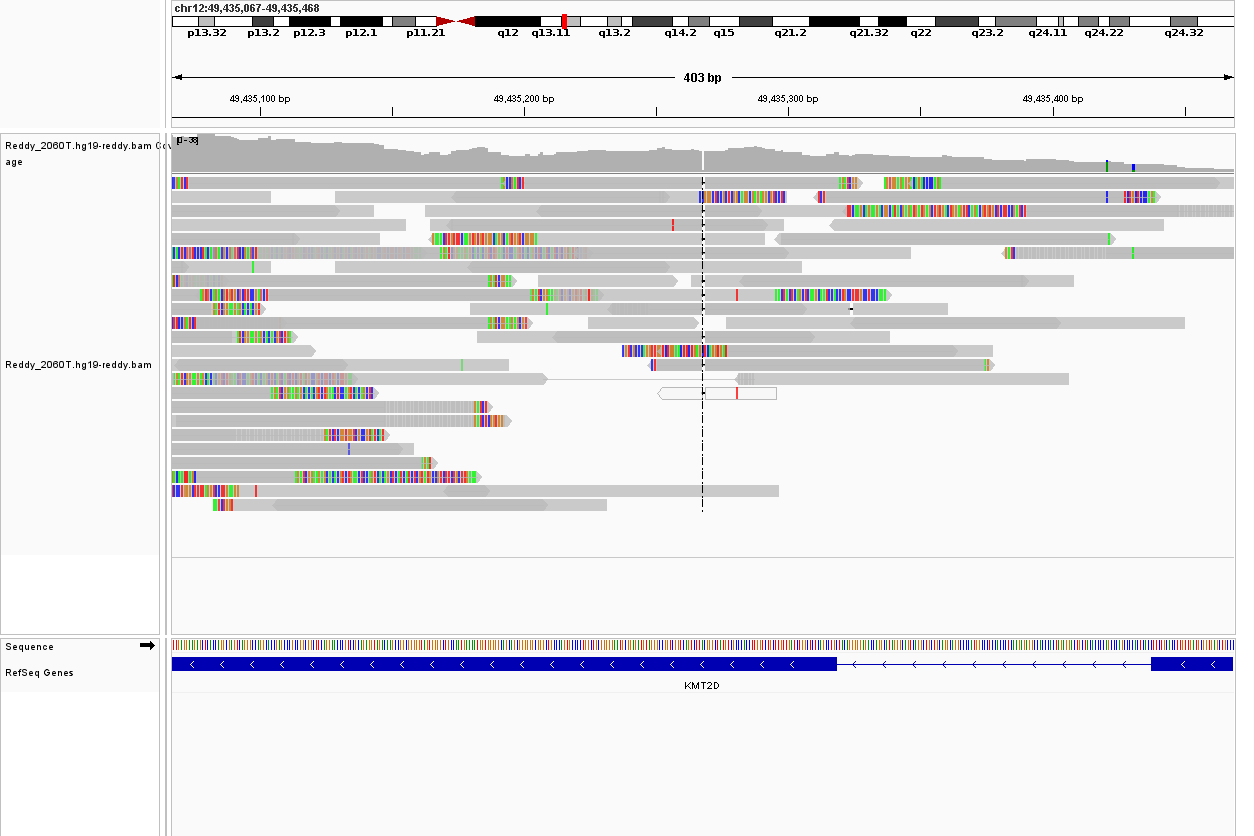 chr12:49,435,067-49,435,468
p13.32 p13.2 p12.3 p12.1 p11.21 q12 q13.11 q13.2 q14.2 q15 q21.2 q21.32 q22 q23.2 q24.11 q24.22 q24.32
403 bp
49,435,100 bp 49,435,200 bp 49,435,300 bp 49,435,400 bp
Reddy_2060T.hg19-reddy.bam Cov
age
[0 - 38]
Reddy_2060T.hg19-reddy.bam
Sequence
RefSeq Genes
KMT2D